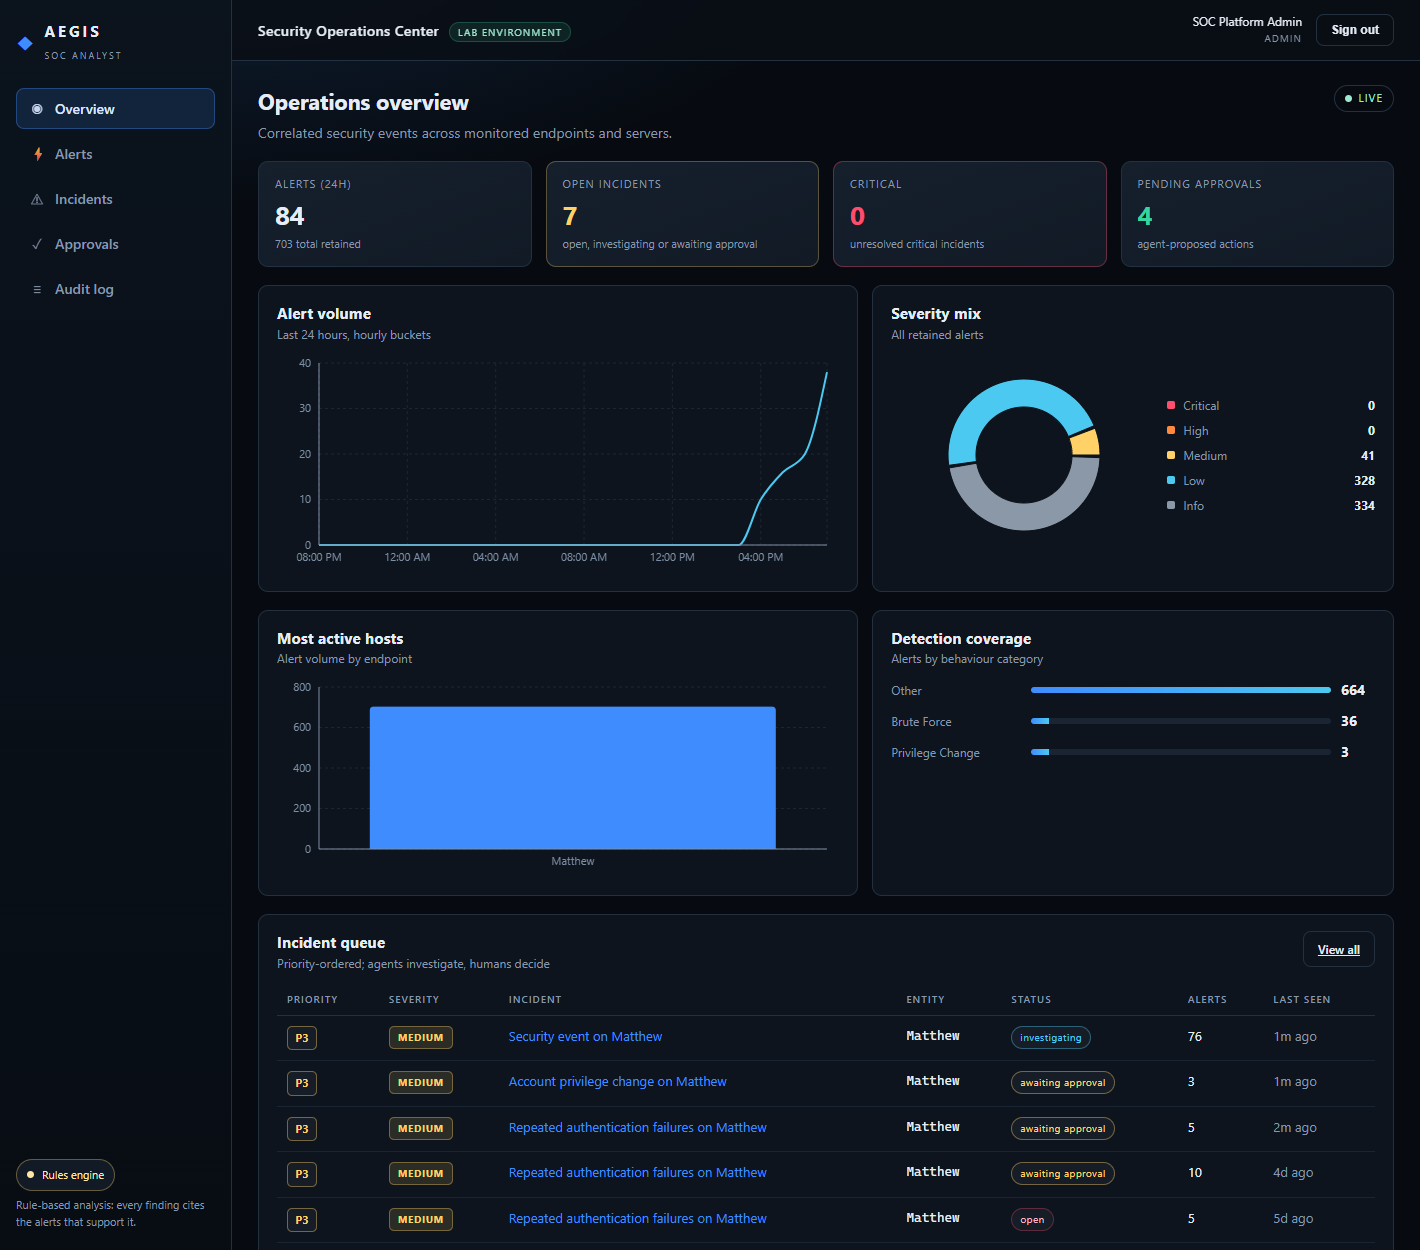 AEGIS
SOC ANALYST
Overview
Alerts
Incidents
Approvals
Audit log
Rules engine
Rule-based analysis: every finding cites
the alerts that support it.
Security Operations Center LAB ENVIRONMENT
SOC Platform Admin
ADMIN
Sign out
Operations overview
LIVE
Correlated security events across monitored endpoints and servers.
ALERTS (24H)
84
703 total retained
OPEN INCIDENTS
7
open, investigating or awaiting approval
CRITICAL
0
unresolved critical incidents
PENDING APPROVALS
4
agent-proposed actions
Alert volume
Last 24 hours, hourly buckets
40
30
20
10
0
08:00 PM 12:00 AM 04:00 AM 08:00 AM 12:00 PM 04:00 PM
Severity mix
All retained alerts
Critical 0
High 0
Medium 41
Low 328
Info 334
Most active hosts
Alert volume by endpoint
800
600
400
200
0
Matthew
Detection coverage
Alerts by behaviour category
Other 664
Brute Force 36
Privilege Change 3
Incident queue
Priority-ordered; agents investigate, humans decide
View all
PRIORITY SEVERITY INCIDENT ENTITY STATUS ALERTS LAST SEEN
P3 MEDIUM Security event on Matthew Matthew investigating 76 1m ago
P3 MEDIUM Account privilege change on Matthew Matthew awaiting approval 3 1m ago
P3 MEDIUM Repeated authentication failures on Matthew Matthew awaiting approval 5 2m ago
P3 MEDIUM Repeated authentication failures on Matthew Matthew awaiting approval 10 4d ago
P3 MEDIUM Repeated authentication failures on Matthew Matthew open 5 5d ago